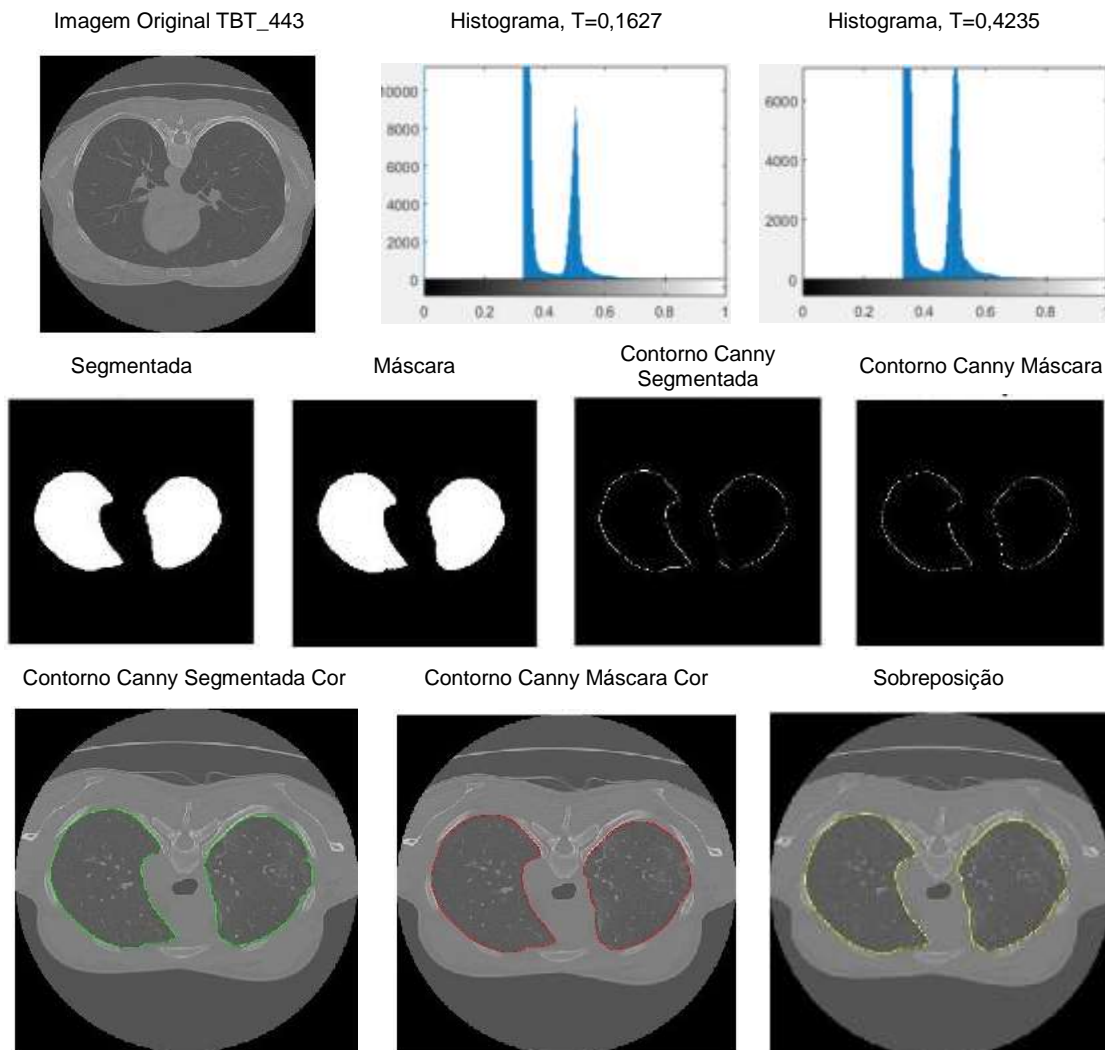 Imagem Original TBT_443
Histograma, T=0,1627
Histograma, T=0,4235
10000
8000
6000
4000
2000
0
0 0.2 0.4 0.6 0.8 1
6000
4000
2000
0
0 0.2 0.4 0.6 0.8
Segmentada
Máscara
Contorno Canny
Segmentada
Contorno Canny Máscara
Contorno Canny Segmentada Cor
Contorno Canny Máscara Cor
Sobreposição